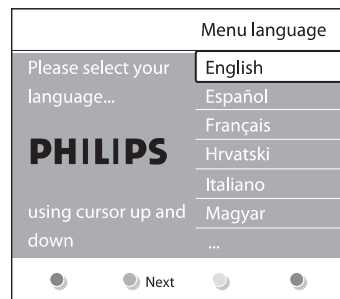 Menu language
Please select your
language...
PHILIPS
using cursor up and
down
English
Español
Français
Hrvatski
Italiano
Magyar
...
Next